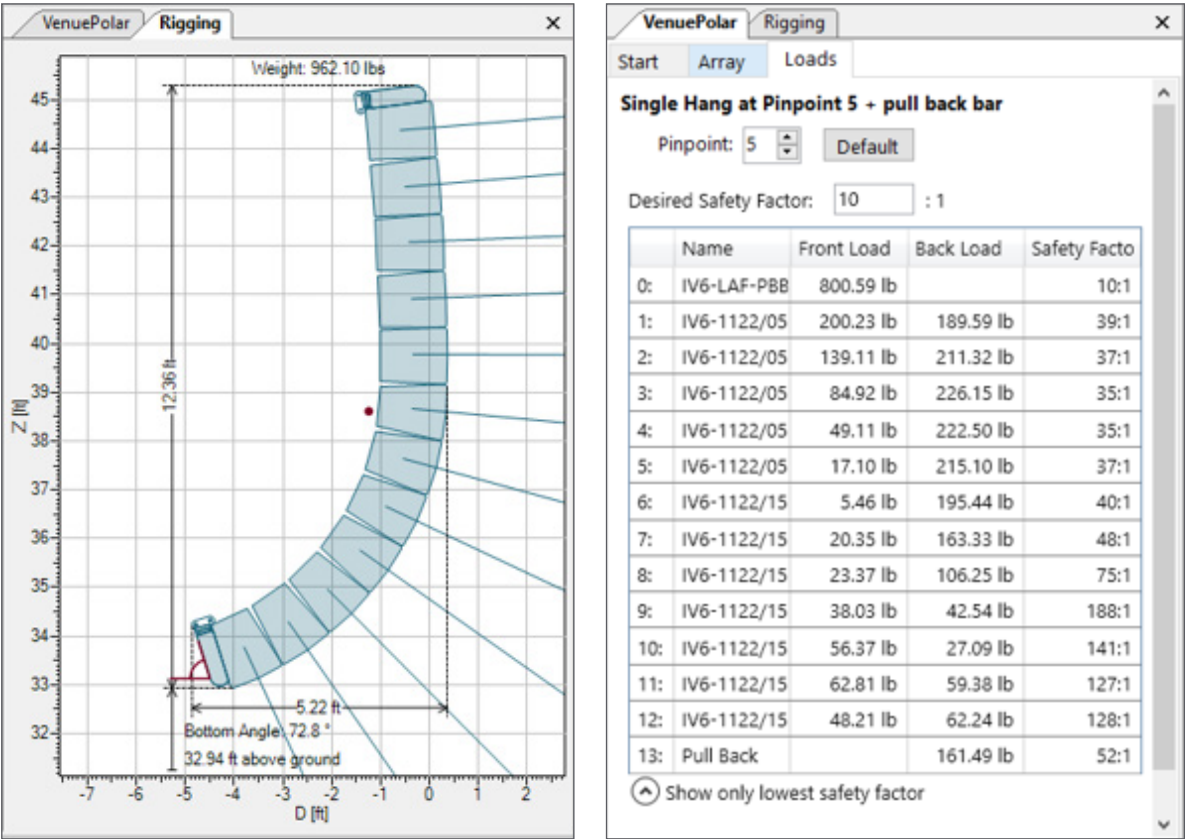 VenuePolar Rigging ×
Weight: 962.10 lbs
45
44
43
42
41
40
39
38
37
36
35
34
33
32
Z [ft]
12.36 ft
5.22 ft
Bottom Angle: 72.8 °
32.94 ft above ground
-7 -6 -5 -4 -3 -2 -1 0 1 2
D [ft]
VenuePolar Rigging ×
Start Array Loads
Single Hang at Pinpoint 5 + pull back bar
Pinpoint: 5 Default
Desired Safety Factor: 10 : 1
Name Front Load Back Load Safety Facto
0: IV6-LAF-PBB 800.59 lb 10:1
1: IV6-1122/05 200.23 lb 189.59 lb 39:1
2: IV6-1122/05 139.11 lb 211.32 lb 37:1
3: IV6-1122/05 84.92 lb 226.15 lb 35:1
4: IV6-1122/05 49.11 lb 222.50 lb 35:1
5: IV6-1122/05 17.10 lb 215.10 lb 37:1
6: IV6-1122/15 5.46 lb 195.44 lb 40:1
7: IV6-1122/15 20.35 lb 163.33 lb 48:1
8: IV6-1122/15 23.37 lb 106.25 lb 75:1
9: IV6-1122/15 38.03 lb 42.54 lb 188:1
10: IV6-1122/15 56.37 lb 27.09 lb 141:1
11: IV6-1122/15 62.81 lb 59.38 lb 127:1
12: IV6-1122/15 48.21 lb 62.24 lb 128:1
13: Pull Back 161.49 lb 52:1
Show only lowest safety factor